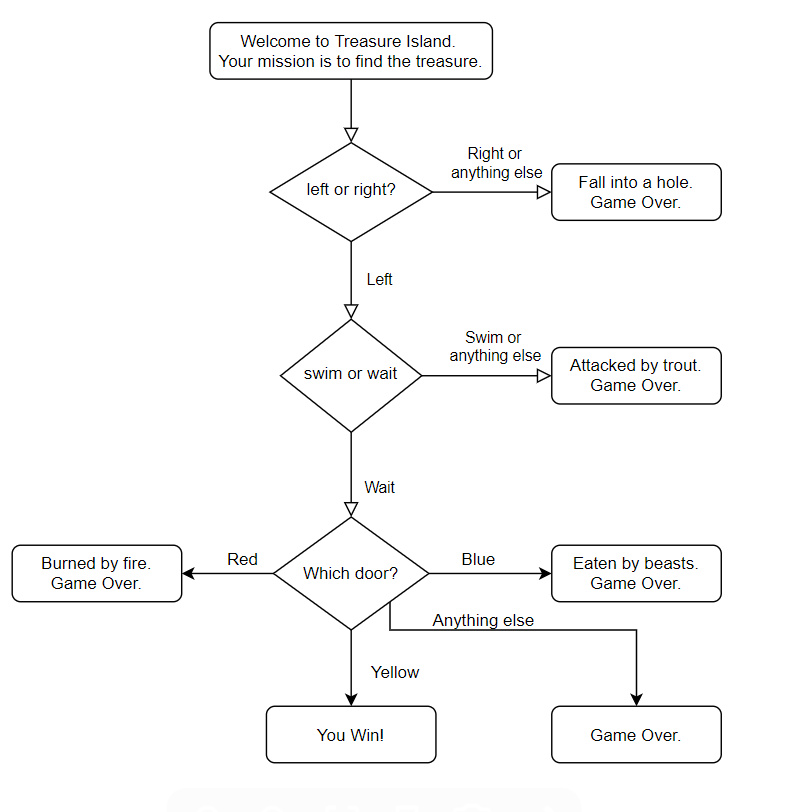 Welcome to Treasure Island.
Your mission is to find the treasure.
left or right?
Right or
anything else
Fall into a hole.
Game Over.
Left
swim or wait
Swim or
anything else
Attacked by trout.
Game Over.
Wait
Which door?
Red
Burned by fire.
Game Over.
Blue
Eaten by beasts.
Game Over.
Anything else
Yellow
You Win!
Game Over.